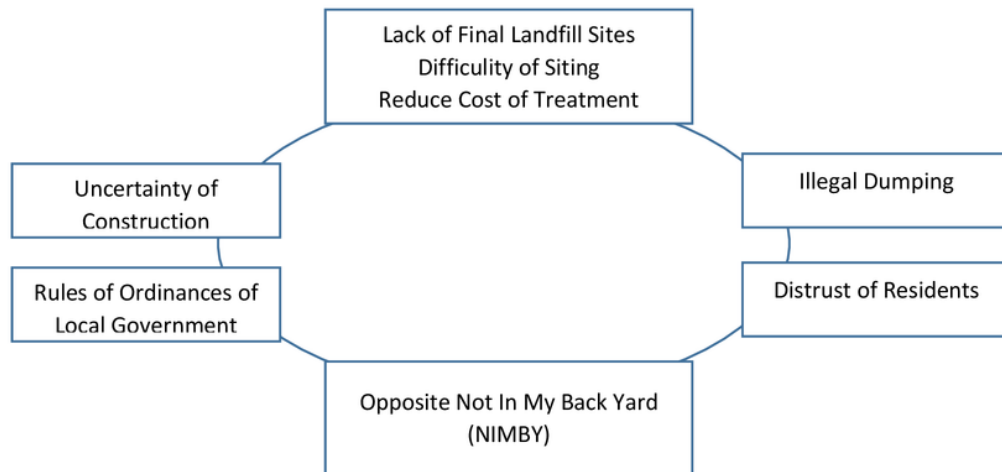 Lack of Final Landfill Sites
Difficulity of Siting
Reduce Cost of Treatment
Uncertainty of
Construction
Illegal Dumping
Rules of Ordinances of
Local Government
Distrust of Residents
Opposite Not In My Back Yard
(NIMBY)